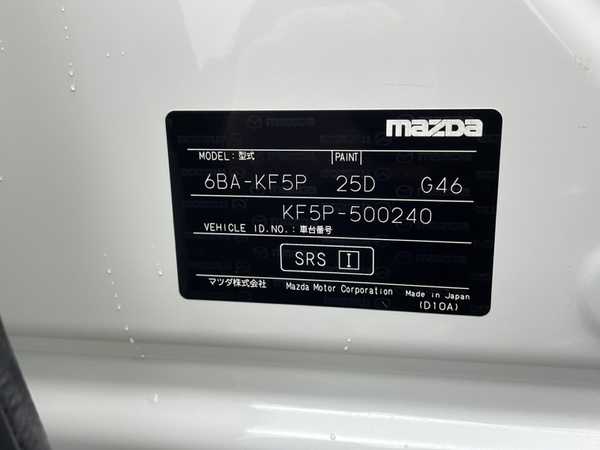 mazda
MODEL: 型式 PAINT
6BA-KF5P 25D G46
KF5P-500240
VEHICLE ID.NO.: 車台番号
SRS I
マツダ株式会社 Mazda Motor Corporation Made in Japan
(D10A)